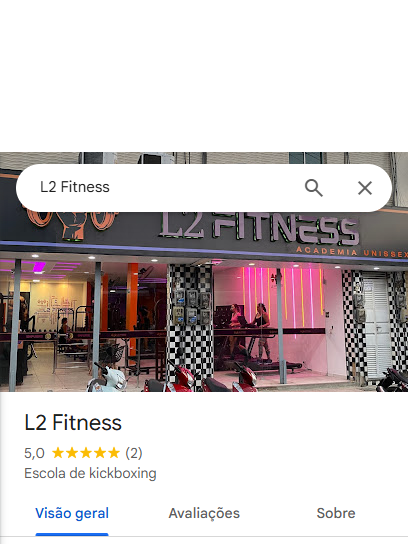 L2 Fitness
L2 FITNESS
ACADEMIA UNISSEX
L2 Fitness
5,0 ★★★★★ (2)
Escola de kickboxing
Visão geral
Avaliações
Sobre